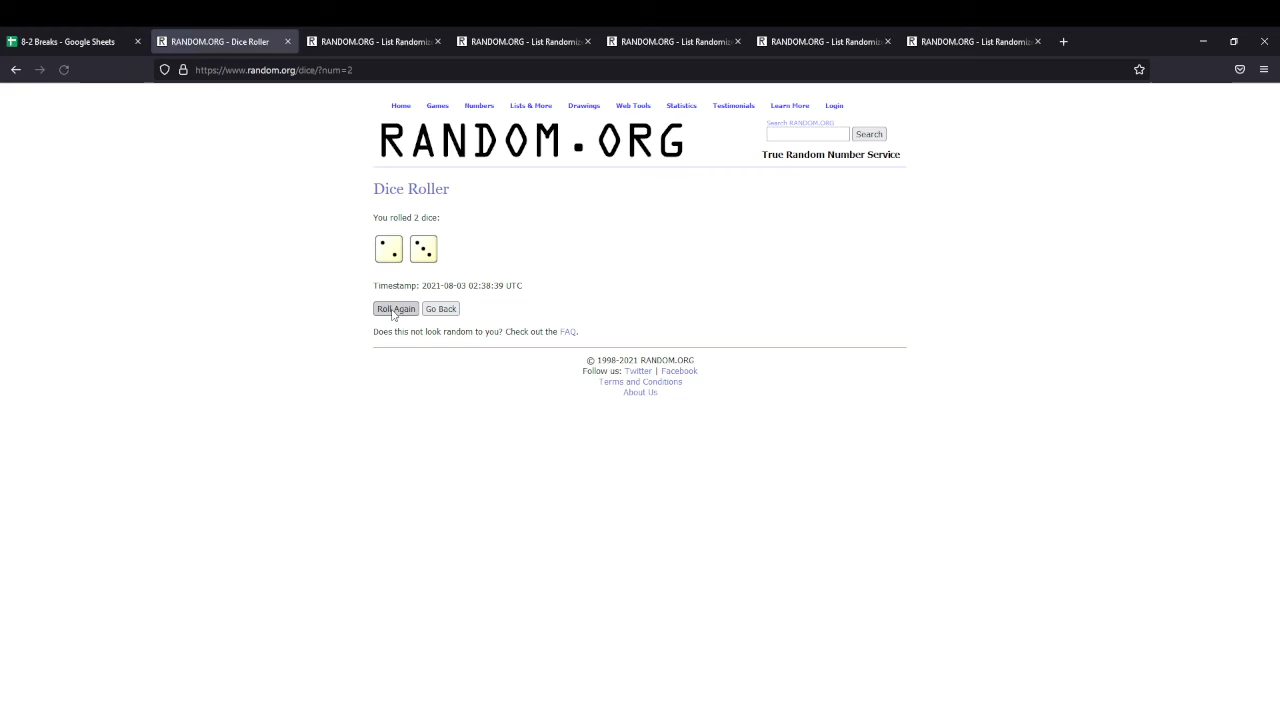 8-2 Breaks - Google Sheets
RANDOM.ORG - Dice Roller
RANDOM.ORG - List Randomiz
RANDOM.ORG - List Randomiz
RANDOM.ORG - List Randomiz
RANDOM.ORG - List Randomiz
RANDOM.ORG - List Randomiz
https://www.random.org/dice/?num=2
Home Games Numbers Lists & More Drawings Web Tools Statistics Testimonials Learn More Login
RANDOM.ORG
Search RANDOM.ORG
Search
True Random Number Service
Dice Roller
You rolled 2 dice:
Timestamp: 2021-08-03 02:38:39 UTC
Roll Again Go Back
Does this not look random to you? Check out the FAQ.
© 1998-2021 RANDOM.ORG
Follow us: Twitter | Facebook
Terms and Conditions
About Us